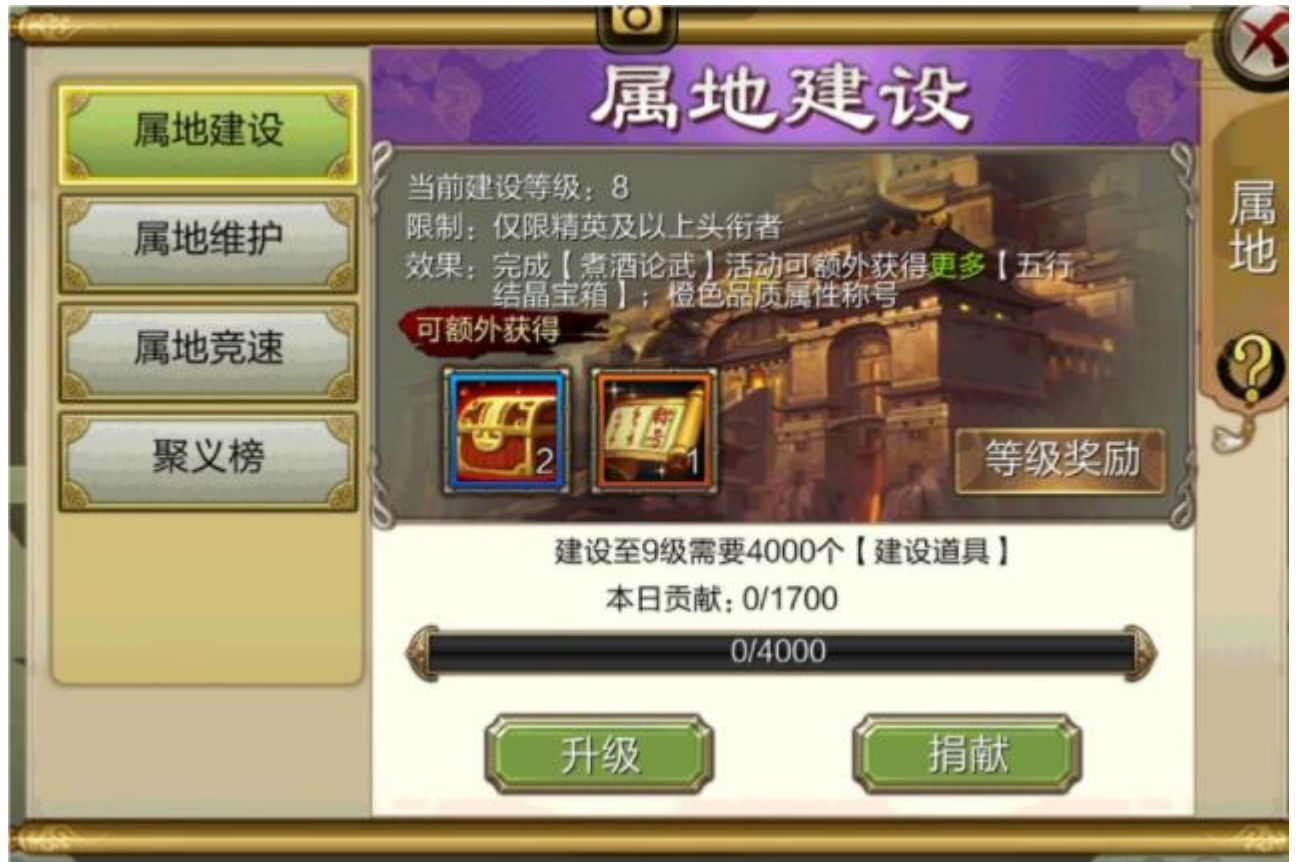 属地建设
属地建设
属地维护
属地竞速
聚义榜
当前建设等级：8
限制：仅限精英及以上头衔者
效果：完成【煮酒论武】活动可额外获得更多【五行
结晶宝箱】；橙色品质属性称号
可额外获得
2
称号
1
等级奖励
建设至9级需要4000个【建设道具】
本日贡献：0/1700
0/4000
升级
捐献
属地
?